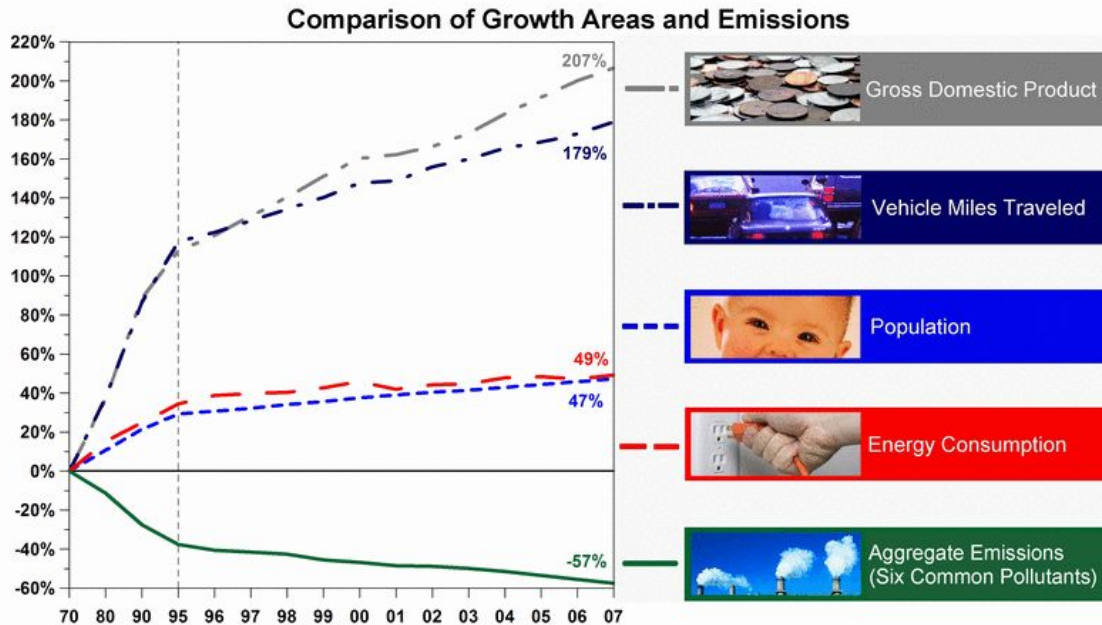 Comparison of Growth Areas and Emissions
220%
200%
180%
160%
140%
120%
100%
80%
60%
40%
20%
0%
-20%
-40%
-60%
207%
179%
49%
47%
-57%
70 80 90 95 96 97 98 99 00 01 02 03 04 05 06 07
Gross Domestic Product
Vehicle Miles Traveled
Population
Energy Consumption
Aggregate Emissions
(Six Common Pollutants)